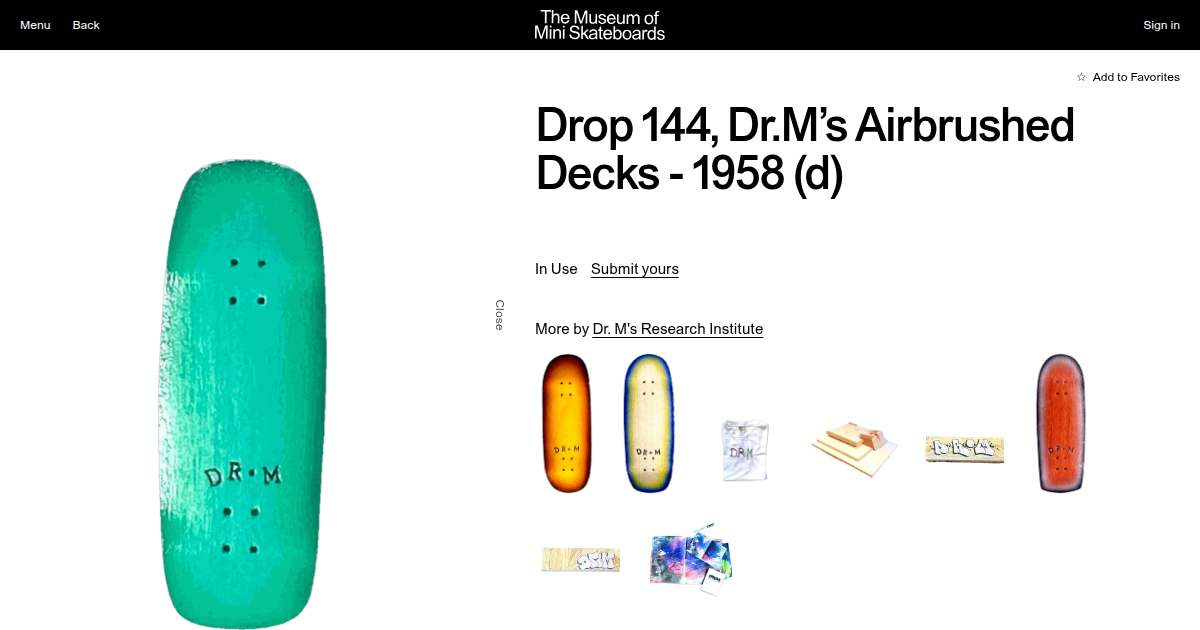 Menu
Back
The Museum of
Mini Skateboards
Sign in
☆ Add to Favorites
Drop 144, Dr.M’s Airbrushed
Decks - 1958 (d)
In Use
Submit yours
Close
More by Dr. M's Research Institute
DR•M
DR•M
DR•M
DR•M
DR•M